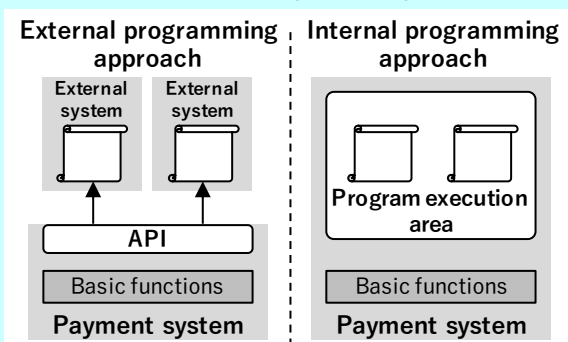 External programming
approach
External
system
External
system
API
Basic functions
Payment system
Internal programming
approach
Program execution
area
Basic functions
Payment system